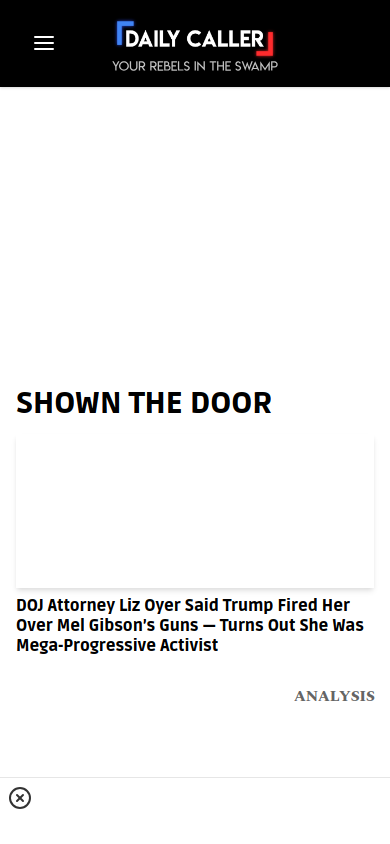 DAILY CALLER
YOUR REBELS IN THE SWAMP
SHOWN THE DOOR
DOJ Attorney Liz Oyer Said Trump Fired Her
Over Mel Gibson’s Guns — Turns Out She Was
Mega-Progressive Activist
ANALYSIS